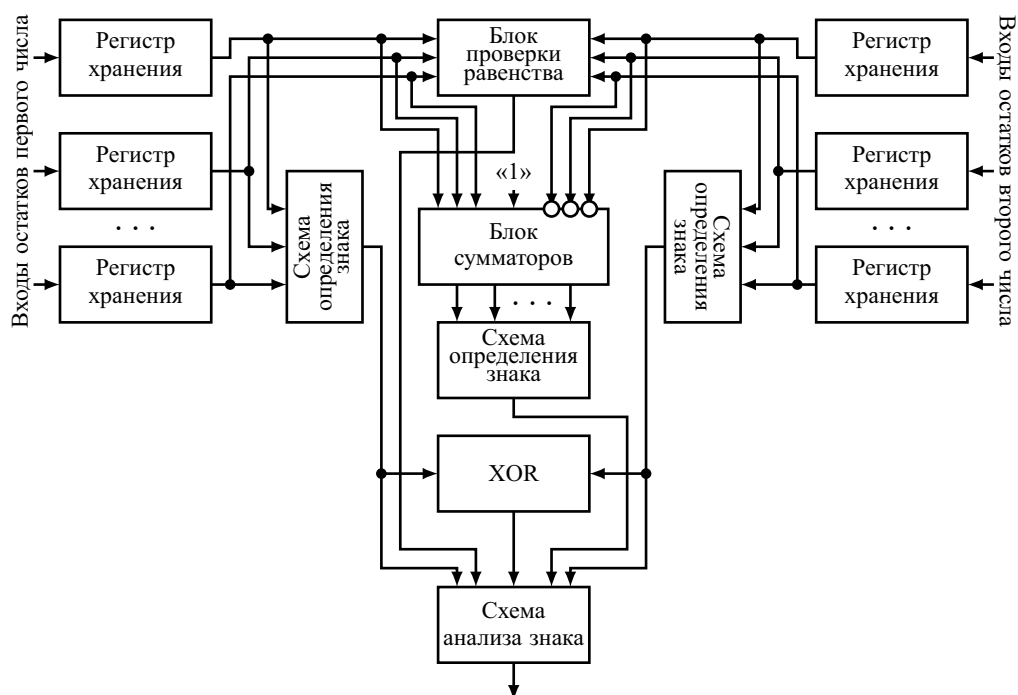 Входы остатков первого числа
Регистр
хранения
Регистр
хранения
. . .
Регистр
хранения
Схема
определения
знака
Блок
проверки
равенства
«1»
Блок
сумматоров
. . .
Схема
определения
знака
XOR
Схема
анализа знака
Схема
определения
знака
Регистр
хранения
Регистр
хранения
. . .
Регистр
хранения
Входы остатков второго числа